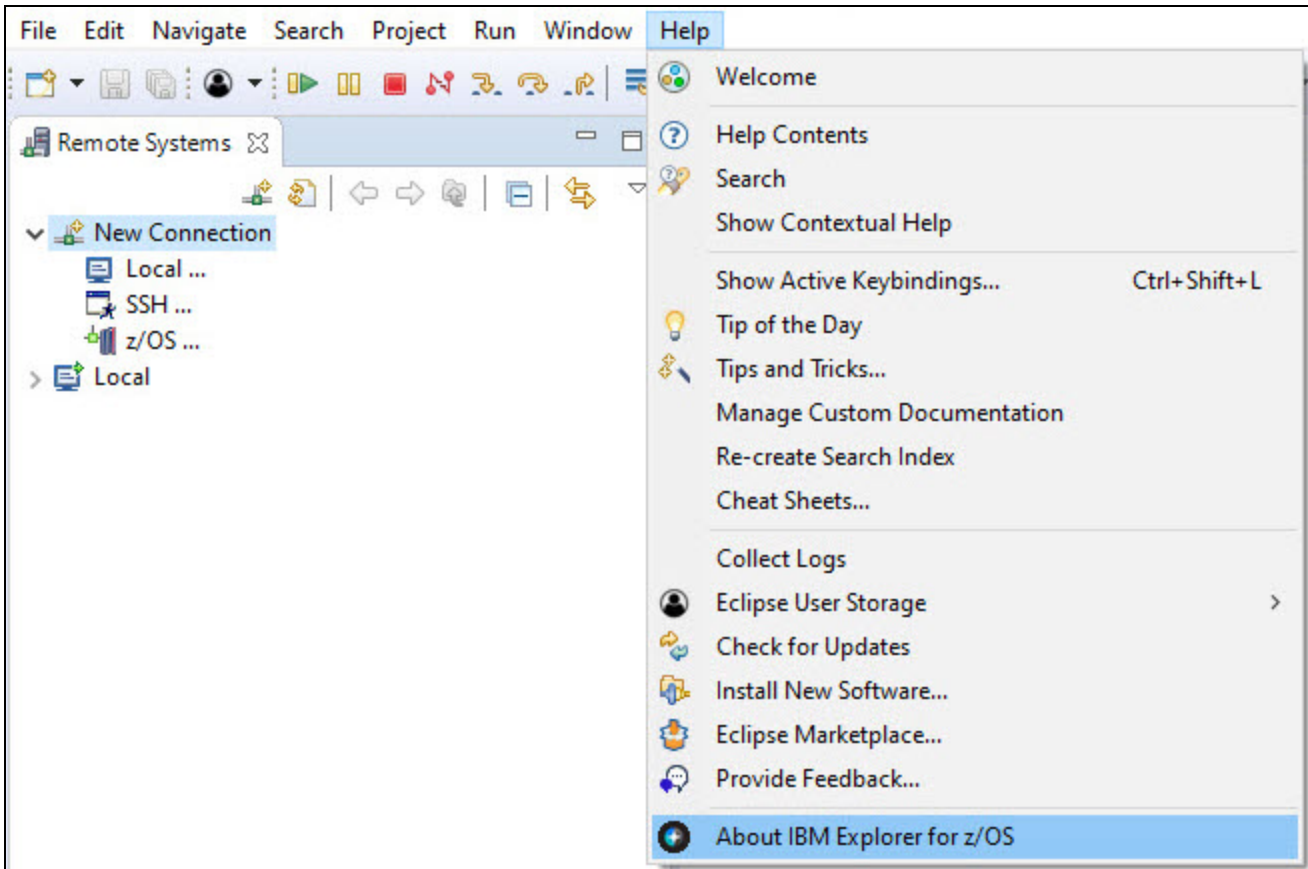 File Edit Navigate Search Project Run Window Help
Remote Systems
New Connection
Local ...
SSH ...
z/OS ...
Local
Welcome
Help Contents
Search
Show Contextual Help
Show Active Keybindings... Ctrl+Shift+L
Tip of the Day
Tips and Tricks...
Manage Custom Documentation
Re-create Search Index
Cheat Sheets...
Collect Logs
Eclipse User Storage
Check for Updates
Install New Software...
Eclipse Marketplace...
Provide Feedback...
About IBM Explorer for z/OS